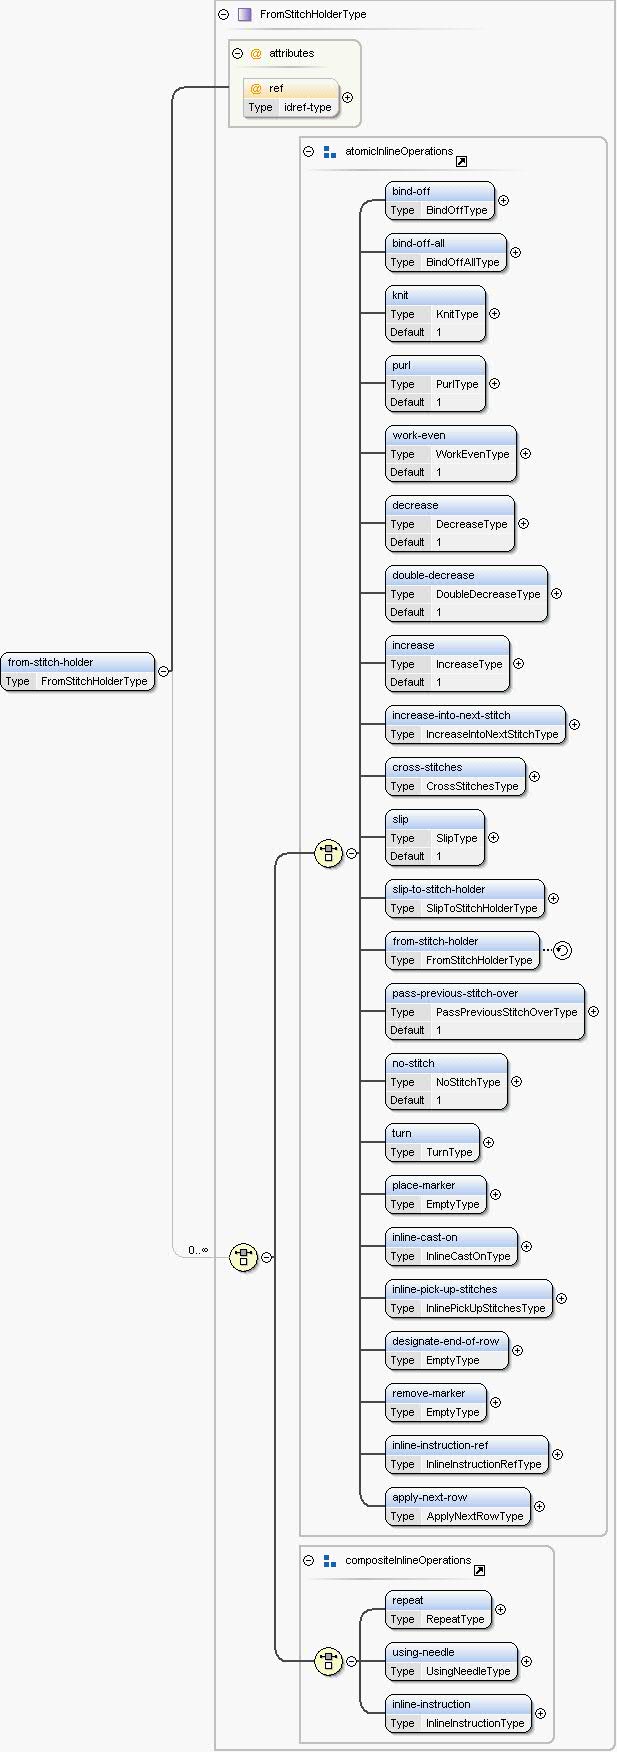 FromStitchHolderType
@ attributes
@ ref
Type idref-type
atomicInlineOperations
bind-off
Type BindOffType
bind-off-all
Type BindOffAllType
knit
Type KnitType
Default 1
purl
Type PurlType
Default 1
work-even
Type WorkEvenType
Default 1
decrease
Type DecreaseType
Default 1
double-decrease
Type DoubleDecreaseType
Default 1
from-stitch-holder
Type FromStitchHolderType
increase
Type IncreaseType
Default 1
increase-into-next-stitch
Type IncreaseIntoNextStitchType
cross-stitches
Type CrossStitchesType
slip
Type SlipType
Default 1
slip-to-stitch-holder
Type SlipToStitchHolderType
from-stitch-holder
Type FromStitchHolderType
pass-previous-stitch-over
Type PassPreviousStitchOverType
Default 1
no-stitch
Type NoStitchType
Default 1
turn
Type TurnType
place-marker
Type EmptyType
inline-cast-on
Type InlineCastOnType
0..∞
inline-pick-up-stitches
Type InlinePickUpStitchesType
designate-end-of-row
Type EmptyType
remove-marker
Type EmptyType
inline-instruction-ref
Type InlineInstructionRefType
apply-next-row
Type ApplyNextRowType
compositeInlineOperations
repeat
Type RepeatType
using-needle
Type UsingNeedleType
inline-instruction
Type InlineInstructionType